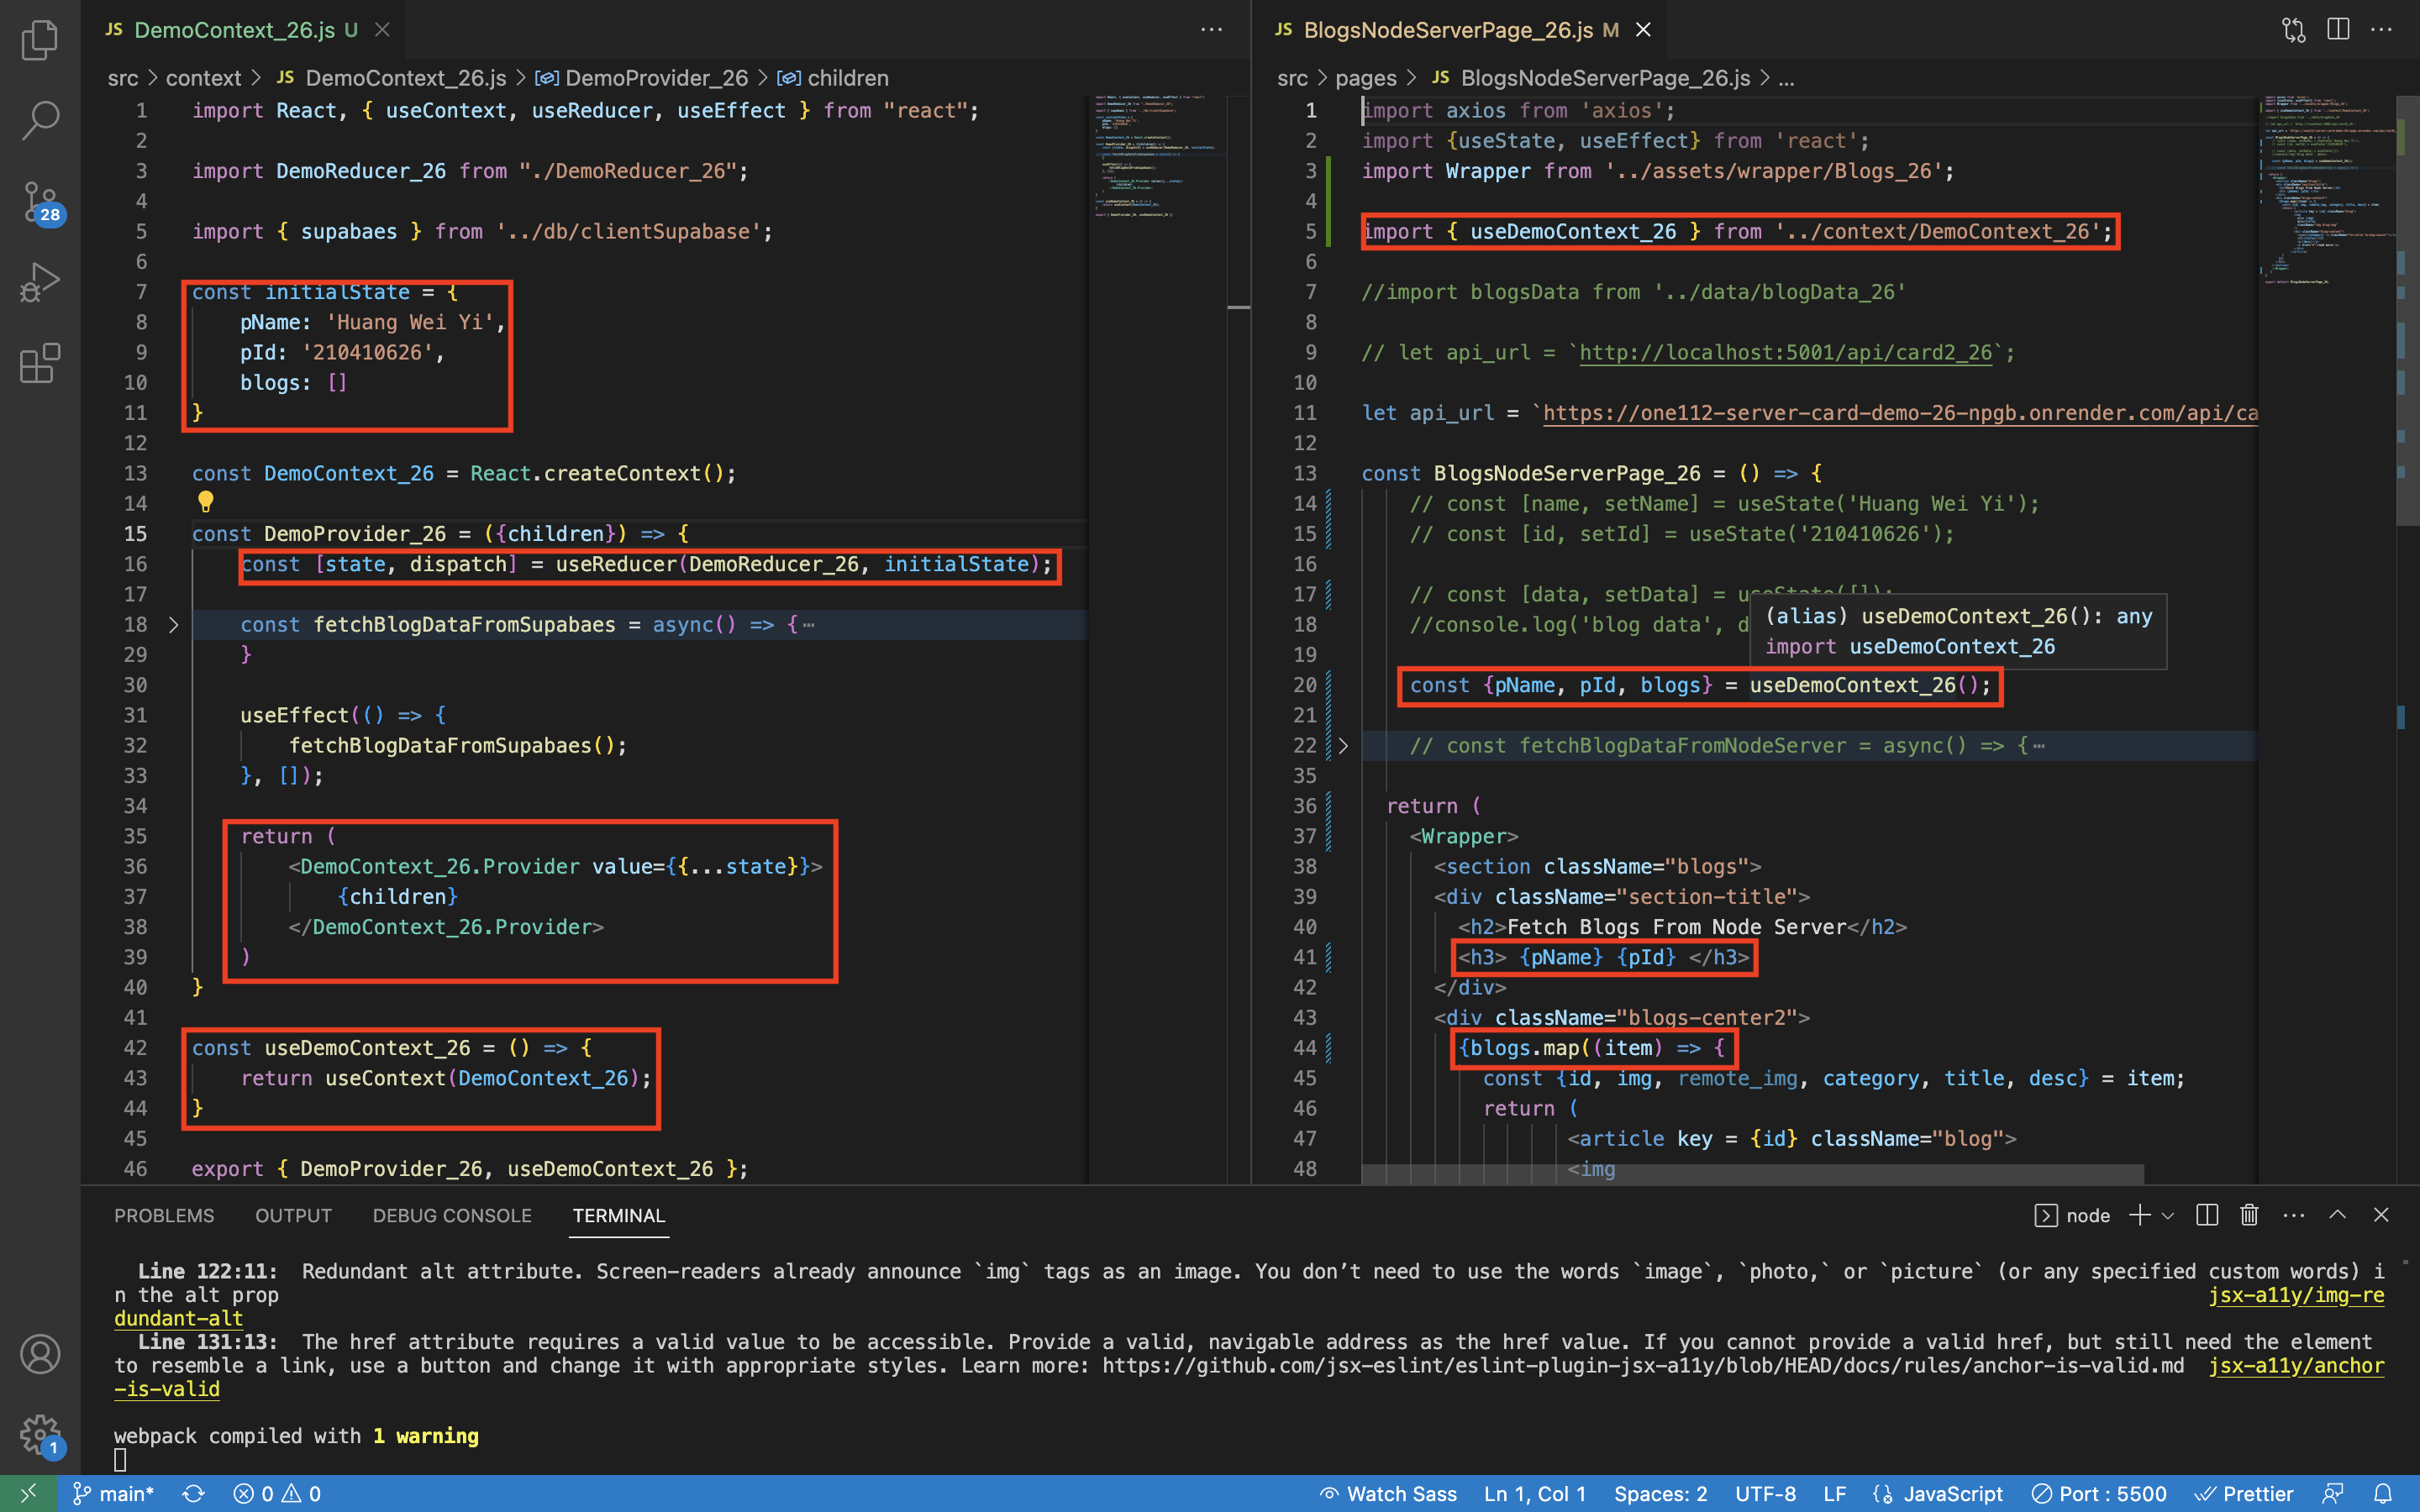 JS DemoContext_26.js U
src > context > JS DemoContext_26.js > DemoProvider_26 > children
1 import React, { useContext, useReducer, useEffect } from "react";
2
3 import DemoReducer_26 from "./DemoReducer_26";
4
5 import { supabaes } from '../db/clientSupabase';
6
7 const initialState = {
8 pName: 'Huang Wei Yi',
9 pId: '210410626',
10 blogs: []
11 }
12
13 const DemoContext_26 = React.createContext();
14
15 const DemoProvider_26 = ({children}) => {
16 const [state, dispatch] = useReducer(DemoReducer_26, initialState);
17
18 const fetchBlogDataFromSupabaes = async() => {⋯
29 }
30
31 useEffect(() => {
32 fetchBlogDataFromSupabaes();
33 }, []);
34
35 return (
36 <DemoContext_26.Provider value={{...state}}>
37 {children}
38 </DemoContext_26.Provider>
39 )
40 }
41
42 const useDemoContext_26 = () => {
43 return useContext(DemoContext_26);
44 }
45
46 export { DemoProvider_26, useDemoContext_26 };
JS BlogsNodeServerPage_26.js M
src > pages > JS BlogsNodeServerPage_26.js > ...
1 import axios from 'axios';
2 import {useState, useEffect} from 'react';
3 import Wrapper from '../assets/wrapper/Blogs_26';
4
5 import { useDemoContext_26 } from '../context/DemoContext_26';
6
7 //import blogsData from '../data/blogData_26'
8
9 // let api_url = `http://localhost:5001/api/card2_26`;
10
11 let api_url = `https://one112-server-card-demo-26-npgb.onrender.com/api/ca
12
13 const BlogsNodeServerPage_26 = () => {
14 // const [name, setName] = useState('Huang Wei Yi');
15 // const [id, setId] = useState('210410626');
16
17 // const [data, setData] = useState([]);
18 //console.log('blog data', d
(alias) useDemoContext_26(): any
import useDemoContext_26
19
20 const {pName, pId, blogs} = useDemoContext_26();
21
22 // const fetchBlogDataFromNodeServer = async() => {⋯
35
36 return (
37 <Wrapper>
38 <section className="blogs">
39 <div className="section-title">
40 <h2>Fetch Blogs From Node Server</h2>
41 <h3> {pName} {pId} </h3>
42 </div>
43 <div className="blogs-center2">
44 {blogs.map((item) => {
45 const {id, img, remote_img, category, title, desc} = item;
46 return (
47 <article key = {id} className="blog">
48 <img
28
1
PROBLEMS OUTPUT DEBUG CONSOLE TERMINAL
node
Line 122:11: Redundant alt attribute. Screen-readers already announce `img` tags as an image. You don’t need to use the words `image`, `photo,` or `picture` (or any specified custom words) i
n the alt prop jsx-a11y/img-re
dundant-alt
Line 131:13: The href attribute requires a valid value to be accessible. Provide a valid, navigable address as the href value. If you cannot provide a valid href, but still need the element
to resemble a link, use a button and change it with appropriate styles. Learn more: https://github.com/jsx-eslint/eslint-plugin-jsx-a11y/blob/HEAD/docs/rules/anchor-is-valid.md jsx-a11y/anchor
-is-valid
webpack compiled with 1 warning
main* 0 0 Watch Sass Ln 1, Col 1 Spaces: 2 UTF-8 LF JavaScript Port : 5500 Prettier